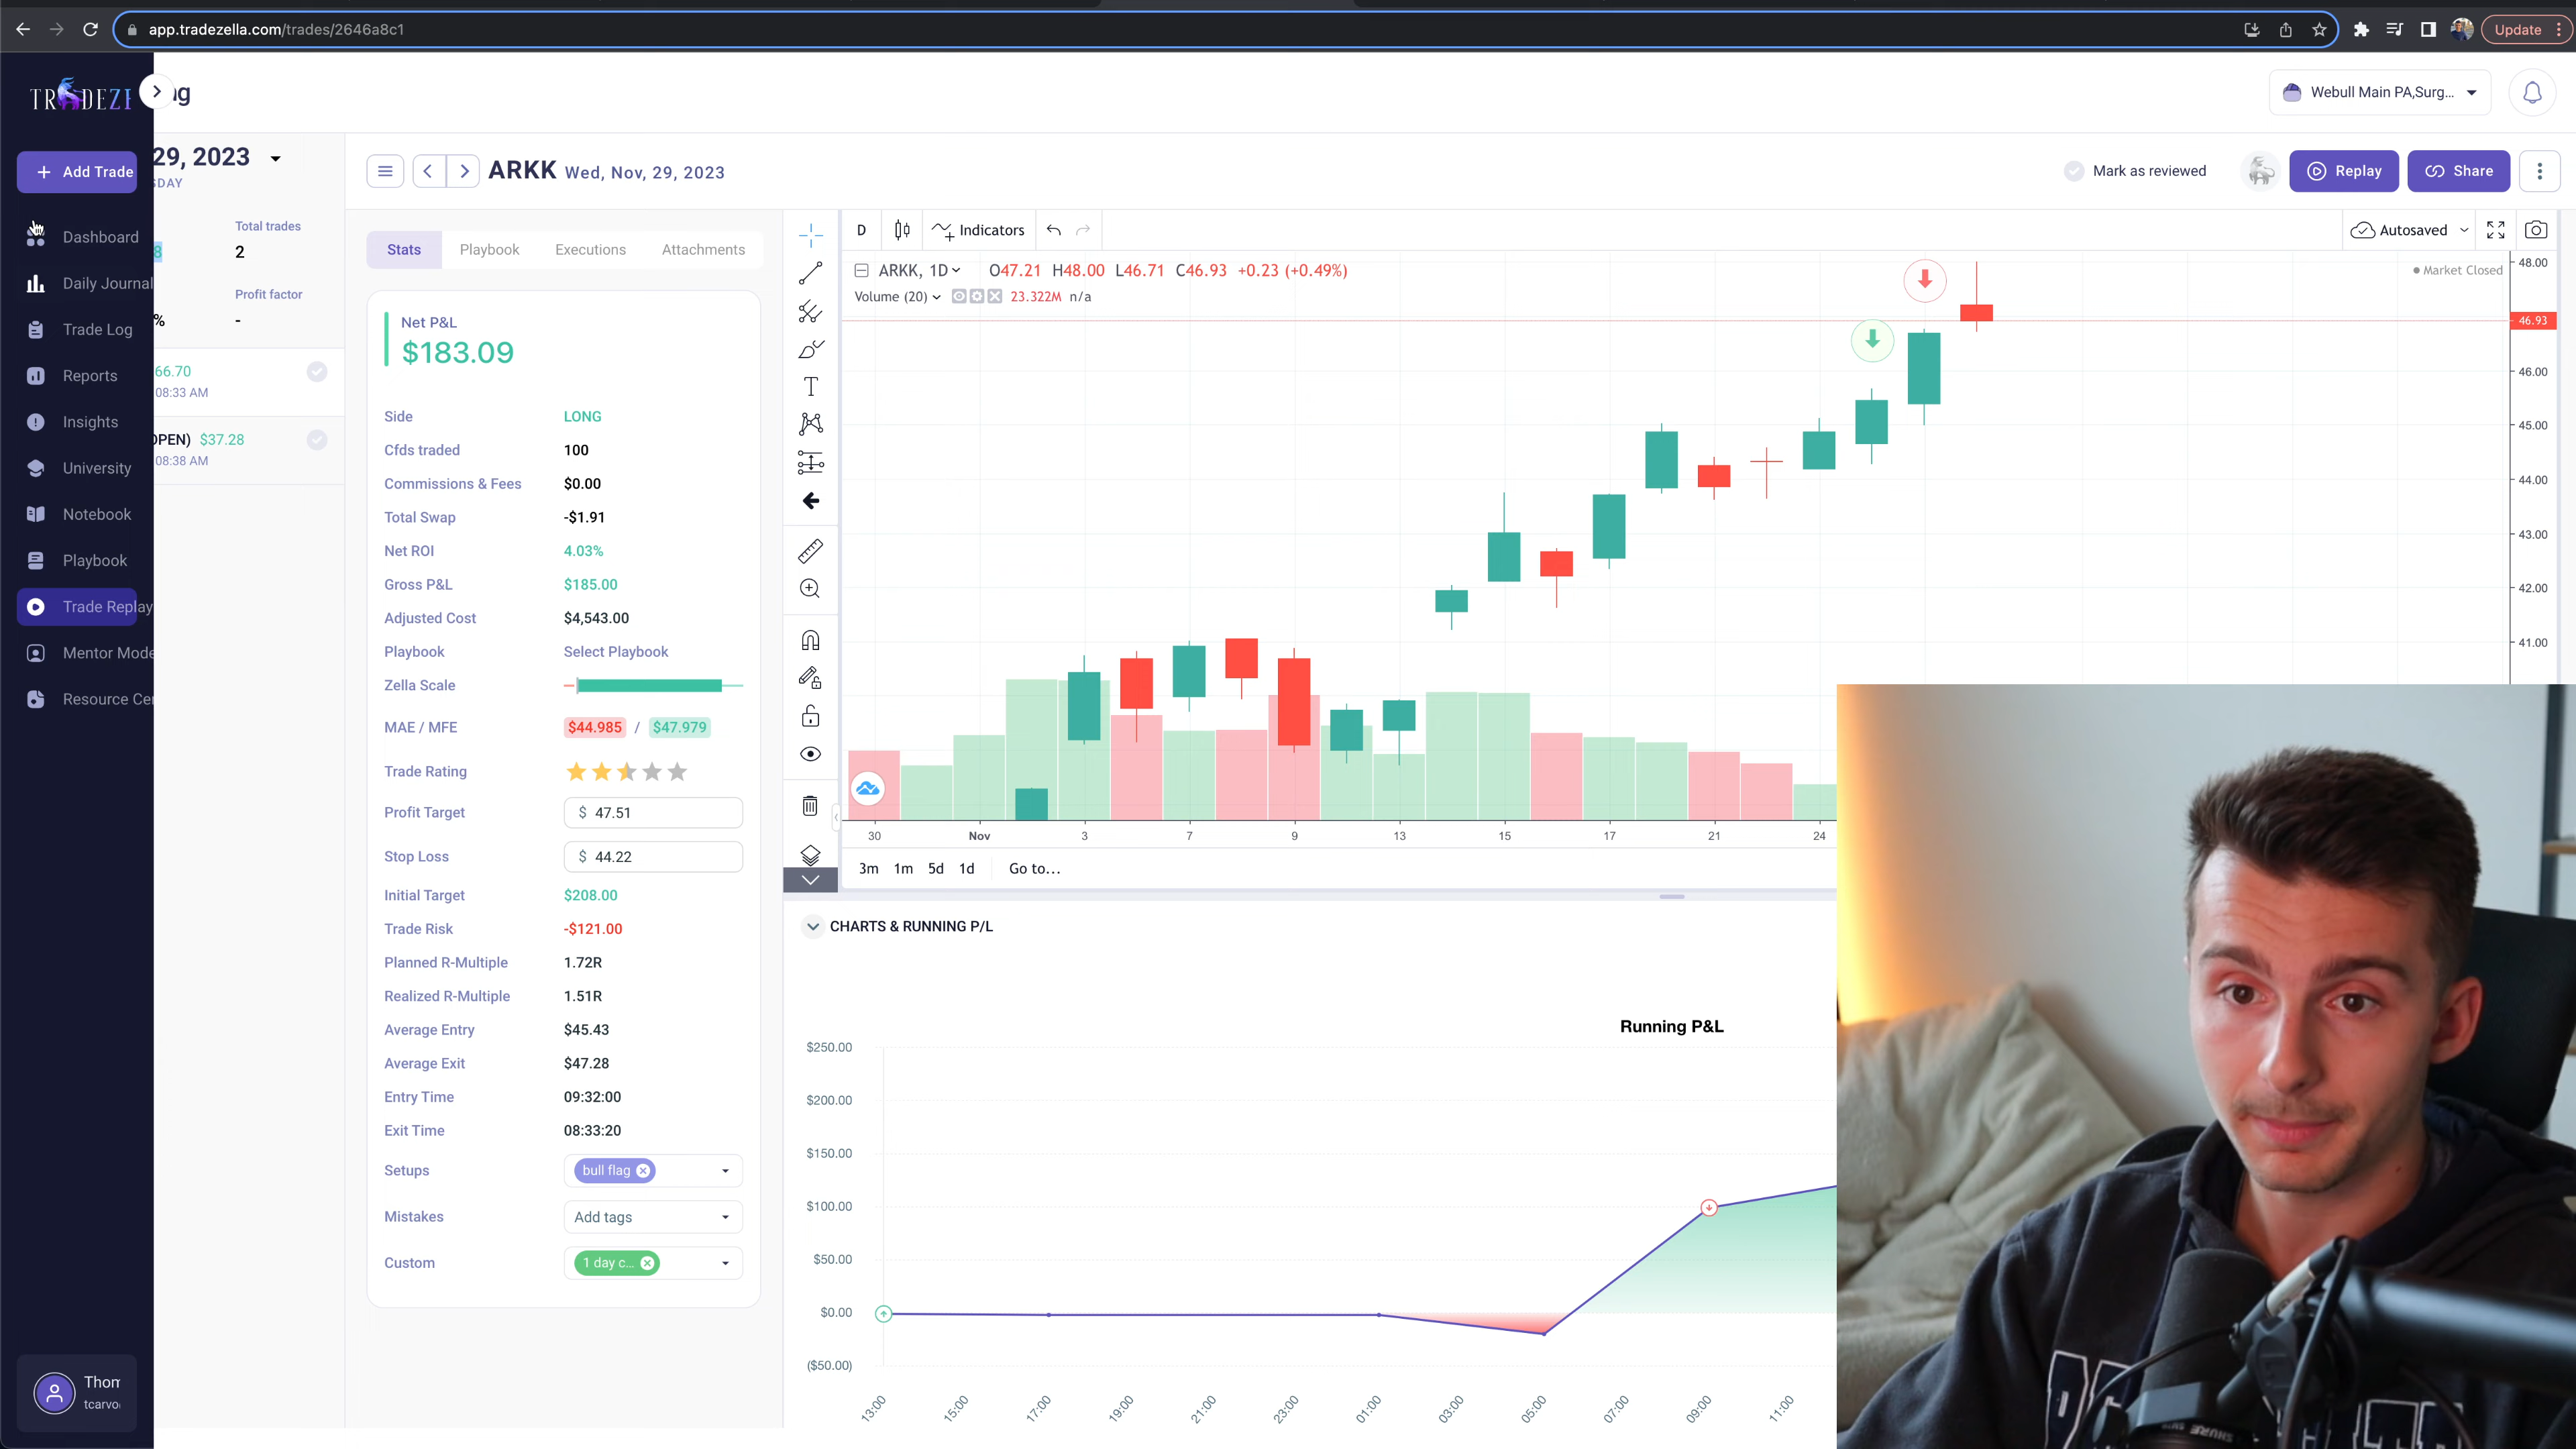 app.tradezella.com/trades/2646a8c1
Update
TRADEZE
Webull Main PA,Surg...
Add Trade
Dashboard
Daily Journal
Trade Log
Reports
Insights
University
Notebook
Playbook
Trade Replay
Mentor Mode
Resource Cen
Thom
29, 2023
Total trades
2
Profit factor
%
-
66.70
08:33 AM
OPEN) $37.28
08:38 AM
ARKK Wed, Nov, 29, 2023
Mark as reviewed
Replay
Share
Stats Playbook Executions Attachments
Net P&L
$183.09
Side LONG
Cfds traded 100
Commissions & Fees $0.00
Total Swap -$1.91
Net ROI 4.03%
Gross P&L $185.00
Adjusted Cost $4,543.00
Playbook Select Playbook
Zella Scale
MAE / MFE $44.985 / $47.979
Trade Rating
Profit Target $ 47.51
Stop Loss $ 44.22
Initial Target $208.00
Trade Risk -$121.00
Planned R-Multiple 1.72R
Realized R-Multiple 1.51R
Average Entry $45.43
Average Exit $47.28
Entry Time 09:32:00
Exit Time 08:33:20
Setups bull flag
Mistakes Add tags
Custom 1 day c...
D Indicators
Autosaved
ARKK, 1D O47.21 H48.00 L46.71 C46.93 +0.23 (+0.49%)
Market Closed
Volume (20) 23.322M n/a
48.00
46.93
46.00
45.00
44.00
43.00
42.00
41.00
30 Nov 3 7 9 13 15 17 21 24
3m 1m 5d 1d Go to...
CHARTS & RUNNING P/L
Running P&L
$250.00
$200.00
$150.00
$100.00
$50.00
$0.00
($50.00)
13:00 15:00 17:00 19:00 21:00 23:00 01:00 03:00 05:00 07:00 09:00 11:00